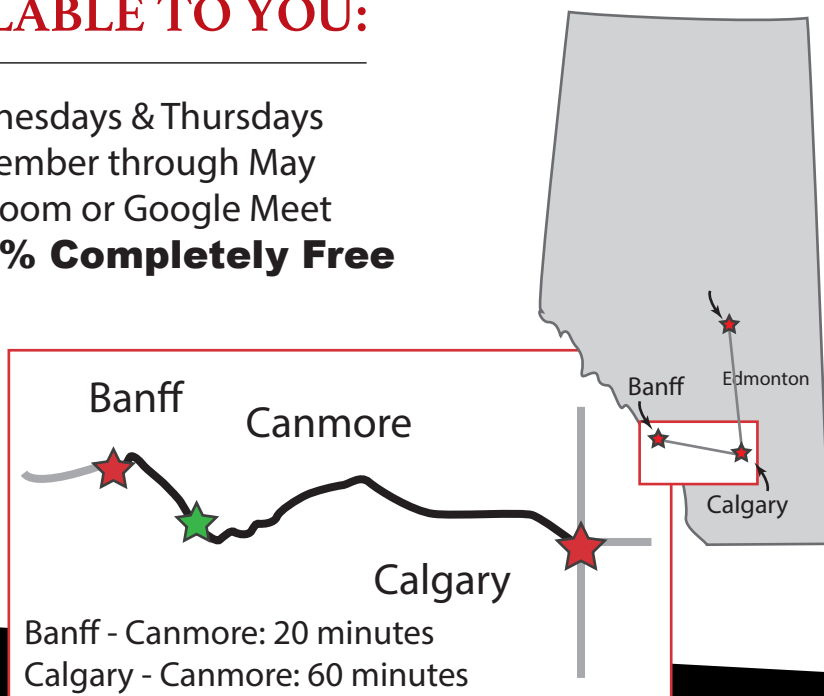 LABLE TO YOU:
nesdays & Thursdays
ember through May
oom or Google Meet
% Completely Free
Banff
Edmonton
Calgary
Banff
Canmore
Calgary
Banff - Canmore: 20 minutes
Calgary - Canmore: 60 minutes